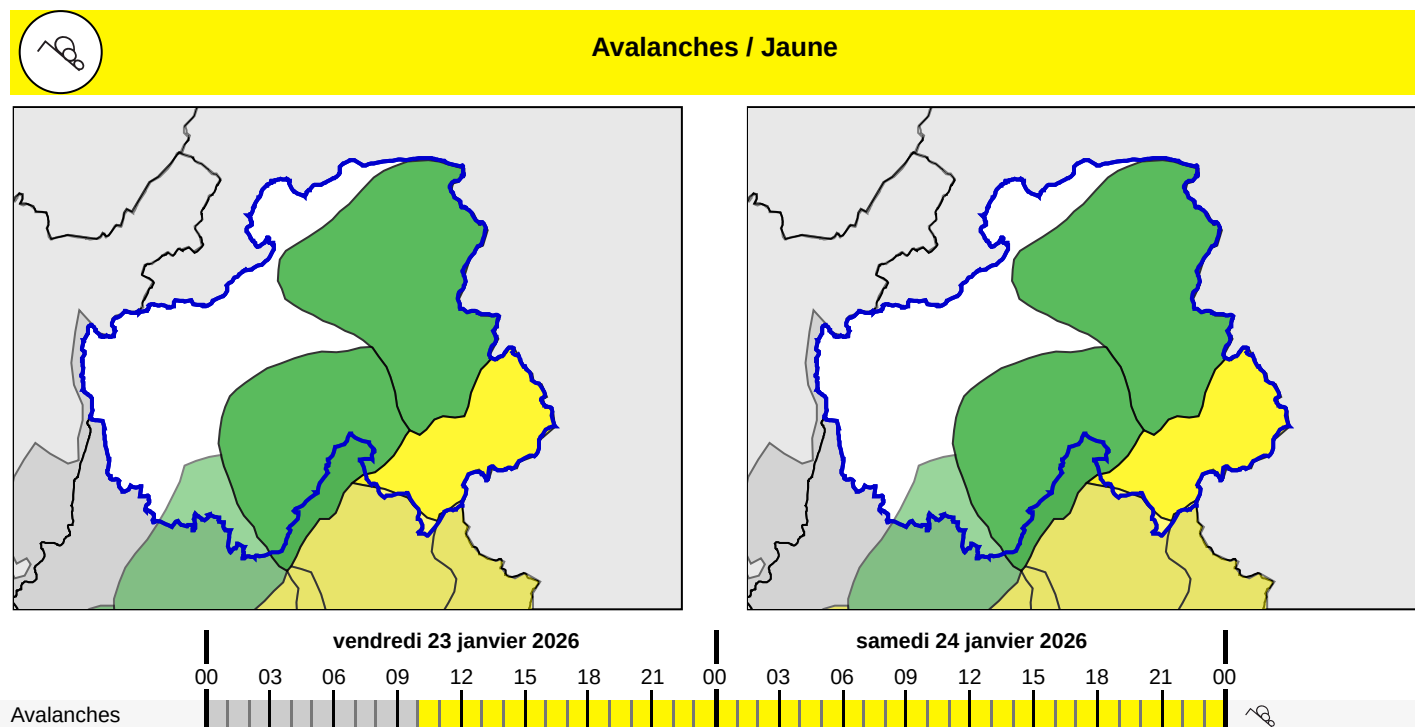 Avalanches / Jaune
vendredi 23 janvier 2026 samedi 24 janvier 2026
00 03 06 09 12 15 18 21 00 03 06 09 12 15 18 21 00
Avalanches